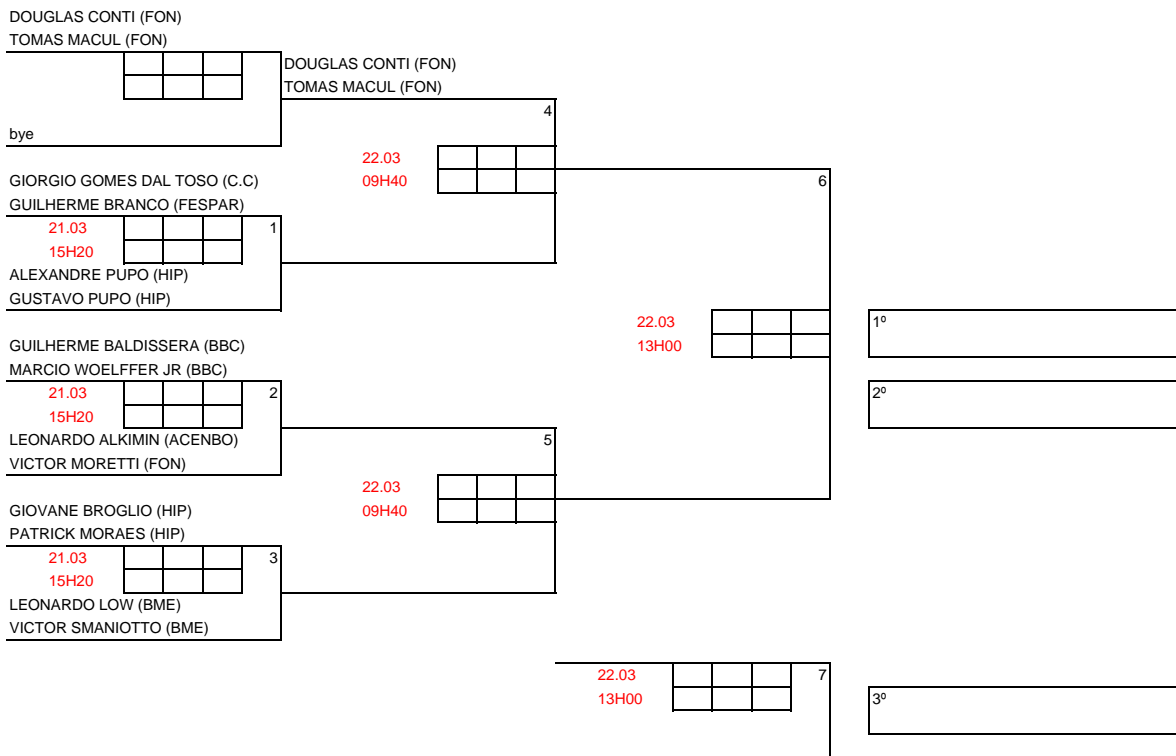 DOUGLAS CONTI (FON)
TOMAS MACUL (FON)
DOUGLAS CONTI (FON)
TOMAS MACUL (FON)
4
bye
22.03
09H40
6
GIORGIO GOMES DAL TOSO (C.C)
GUILHERME BRANCO (FESPAR)
21.03
1
15H20
ALEXANDRE PUPO (HIP)
GUSTAVO PUPO (HIP)
22.03
13H00
1º
GUILHERME BALDISSERA (BBC)
MARCIO WOELFFER JR (BBC)
21.03
2
15H20
2º
LEONARDO ALKIMIN (ACENBO)
VICTOR MORETTI (FON)
5
22.03
09H40
GIOVANE BROGLIO (HIP)
PATRICK MORAES (HIP)
21.03
3
15H20
LEONARDO LOW (BME)
VICTOR SMANIOTTO (BME)
22.03
7
13H00
3º